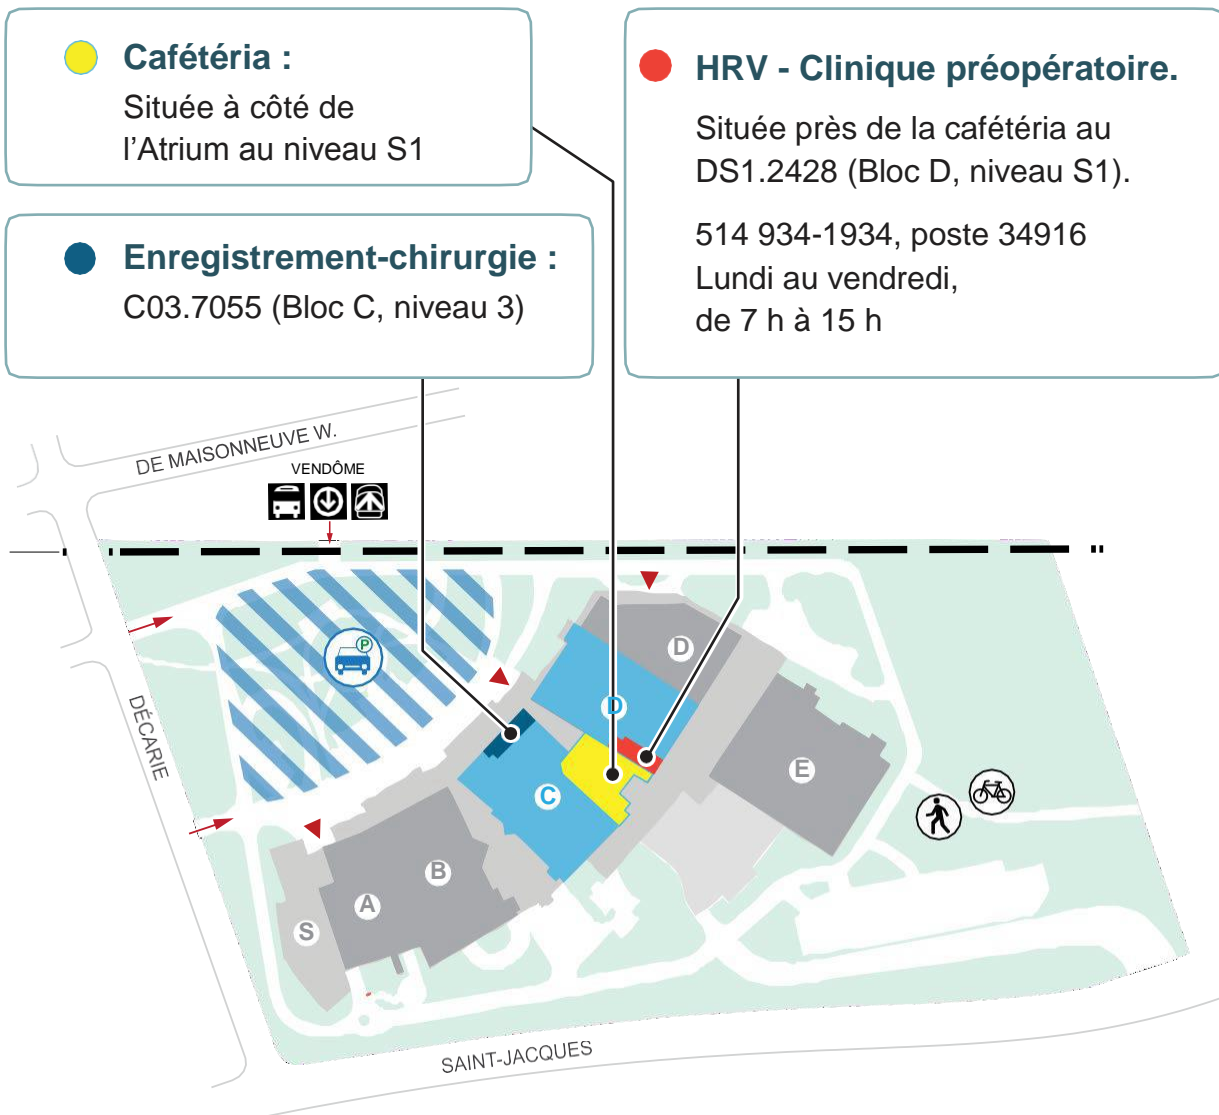 Cafétéria :
Située à côté de
l’Atrium au niveau S1
HRV - Clinique préopératoire.
Située près de la cafétéria au
DS1.2428 (Bloc D, niveau S1).
514 934-1934, poste 34916
Lundi au vendredi,
de 7 h à 15 h
Enregistrement-chirurgie :
C03.7055 (Bloc C, niveau 3)
DE MAISONNEUVE W.
VENDÔME
P
DÉCARIE
D
D
E
C
B
A
S
SAINT-JACQUES